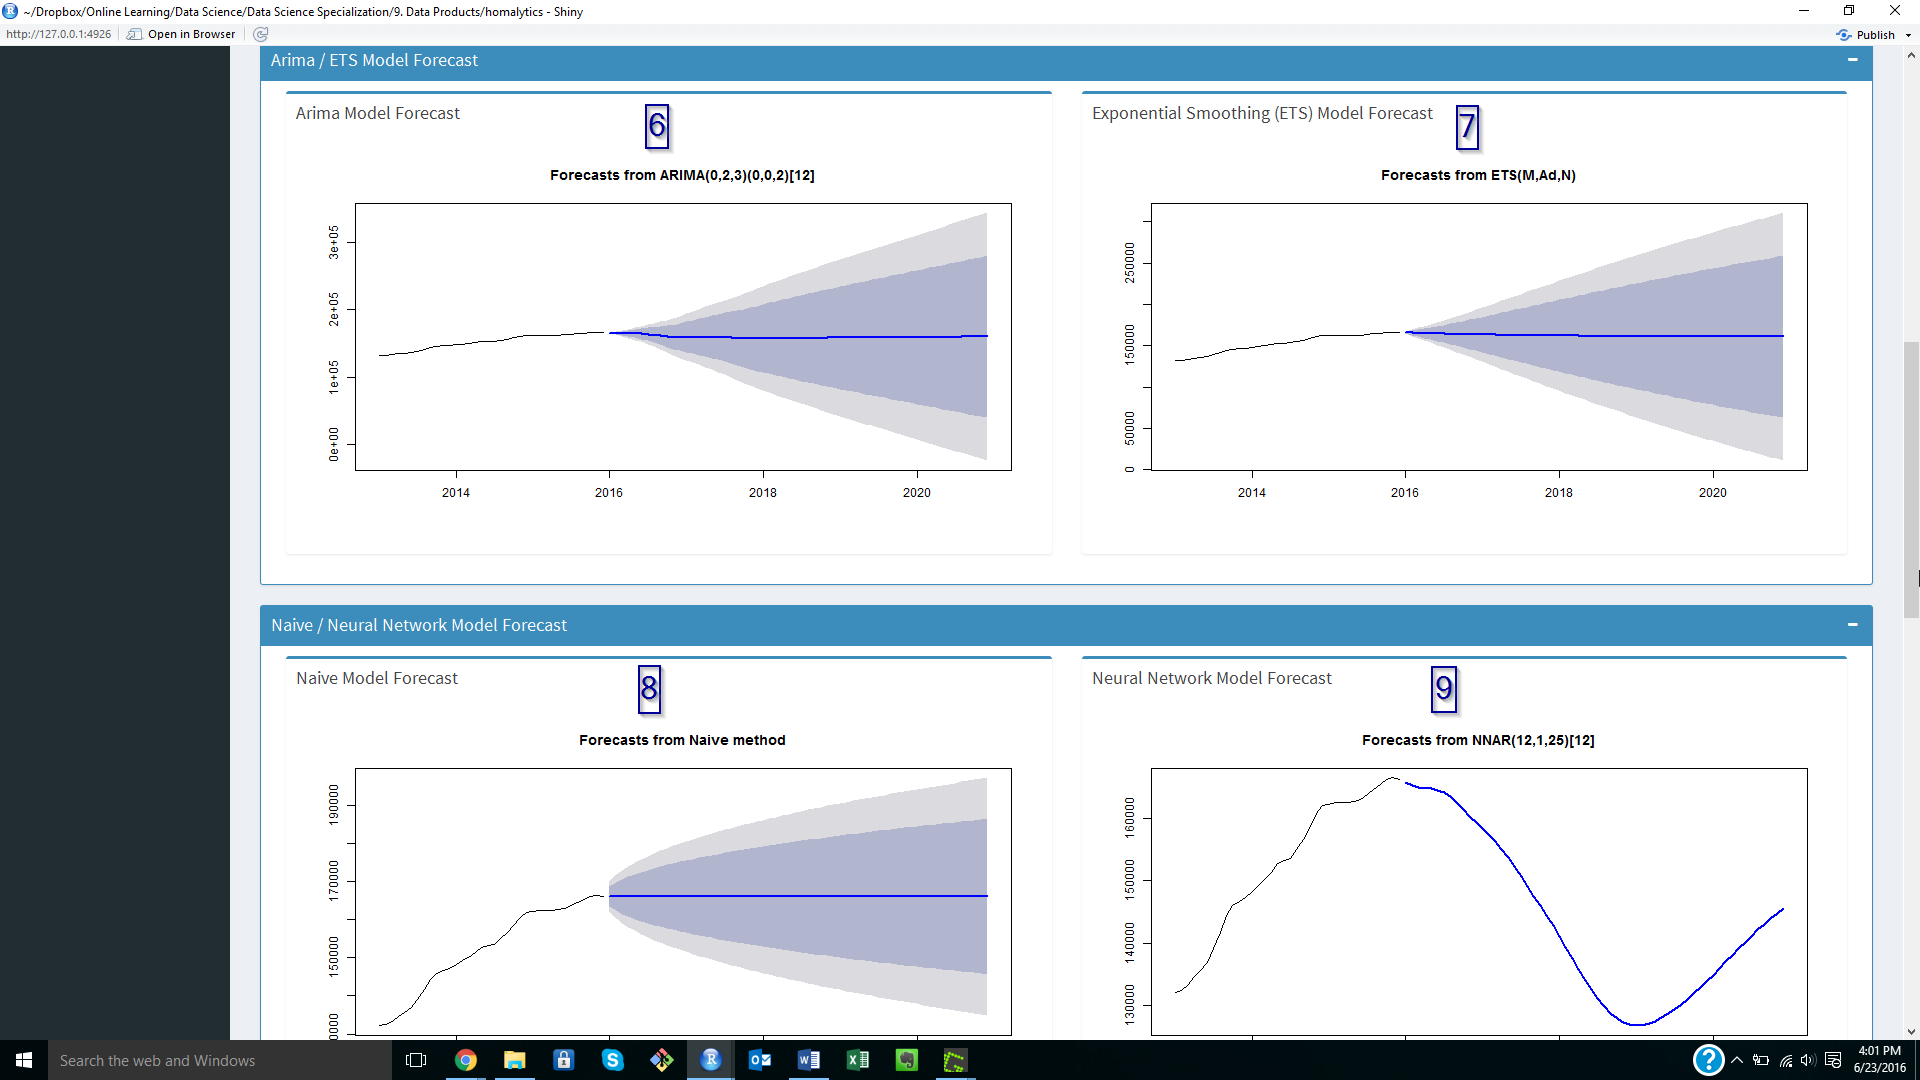 ~/Dropbox/Online Learning/Data Science/Data Science Specialization/9. Data Products/homalytics - Shiny
http://127.0.0.1:4926 Open in Browser Publish
Arima / ETS Model Forecast
Arima Model Forecast
6
Forecasts from ARIMA(0,2,3)(0,0,2)[12]
3e+05
2e+05
1e+05
0e+00
2014 2016 2018 2020
Exponential Smoothing (ETS) Model Forecast
7
Forecasts from ETS(M,Ad,N)
250000
150000
50000
0
2014 2016 2018 2020
Naive / Neural Network Model Forecast
Naive Model Forecast
8
Forecasts from Naive method
190000
170000
150000
Neural Network Model Forecast
9
Forecasts from NNAR(12,1,25)[12]
160000
150000
140000
130000
Search the web and Windows
4:01 PM
6/23/2016